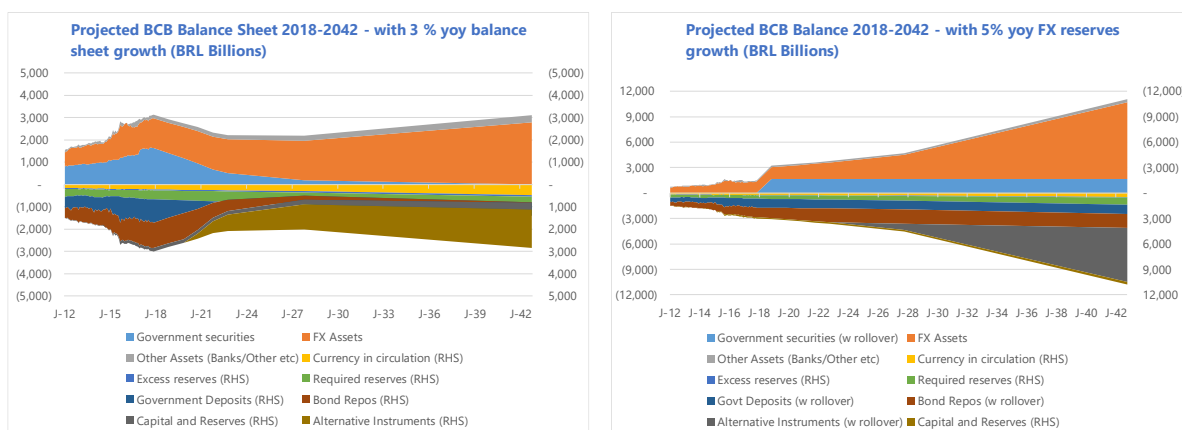 Projected BCB Balance Sheet 2018-2042 - with 3 % yoy balance
sheet growth (BRL Billions)
5,000 (5,000)
4,000 (4,000)
3,000 (3,000)
2,000 (2,000)
1,000 (1,000)
- -
(1,000) 1,000
(2,000) 2,000
(3,000) 3,000
(4,000) 4,000
(5,000) 5,000
J-12 J-15 J-18 J-21 J-24 J-27 J-30 J-33 J-36 J-39 J-42
Government securities FX Assets
Other Assets (Banks/Other etc) Currency in circulation (RHS)
Excess reserves (RHS) Required reserves (RHS)
Government Deposits (RHS) Bond Repos (RHS)
Capital and Reserves (RHS) Alternative Instruments (RHS)
Projected BCB Balance 2018-2042 - with 5% yoy FX reserves
growth (BRL Billions)
12,000 (12,000)
9,000 (9,000)
6,000 (6,000)
3,000 (3,000)
- -
(3,000) 3,000
(6,000) 6,000
(9,000) 9,000
(12,000) 12,000
J-12 J-14 J-16 J-18 J-20 J-22 J-24 J-26 J-28 J-30 J-32 J-34 J-36 J-38 J-40 J-42
Government securities (w rollover) FX Assets
Other Assets (Banks/Other etc) Currency in circulation (RHS)
Excess reserves (RHS) Required reserves (RHS)
Govt Deposits (w rollover) Bond Repos (w rollover)
Alternative Instruments (w rollover) Capital and Reserves (RHS)